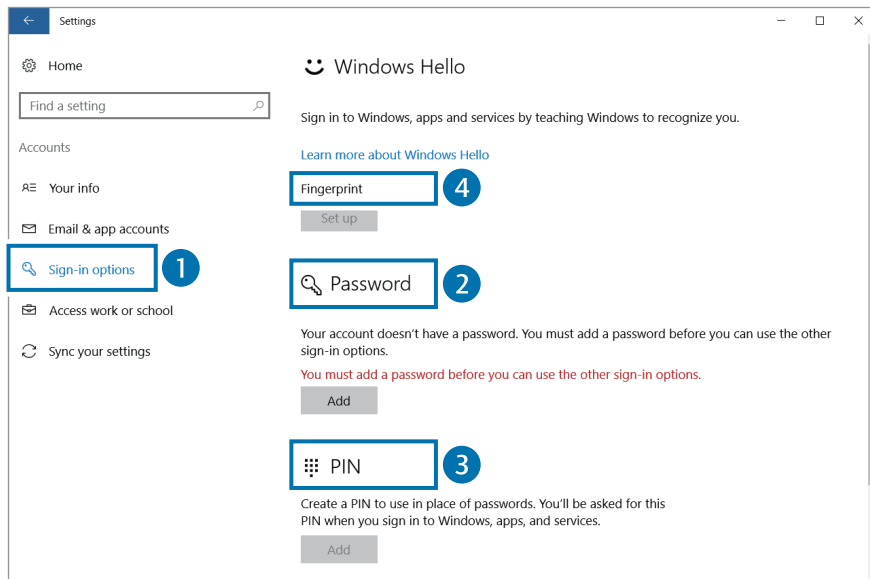 Settings
Home
Find a setting
Accounts
Your info
Email & app accounts
Sign-in options
1
Access work or school
Sync your settings
Windows Hello
Sign in to Windows, apps and services by teaching Windows to recognize you.
Learn more about Windows Hello
Fingerprint
4
Set up
Password
2
Your account doesn't have a password. You must add a password before you can use the other
sign-in options.
You must add a password before you can use the other sign-in options.
Add
PIN
3
Create a PIN to use in place of passwords. You'll be asked for this
PIN when you sign in to Windows, apps, and services.
Add